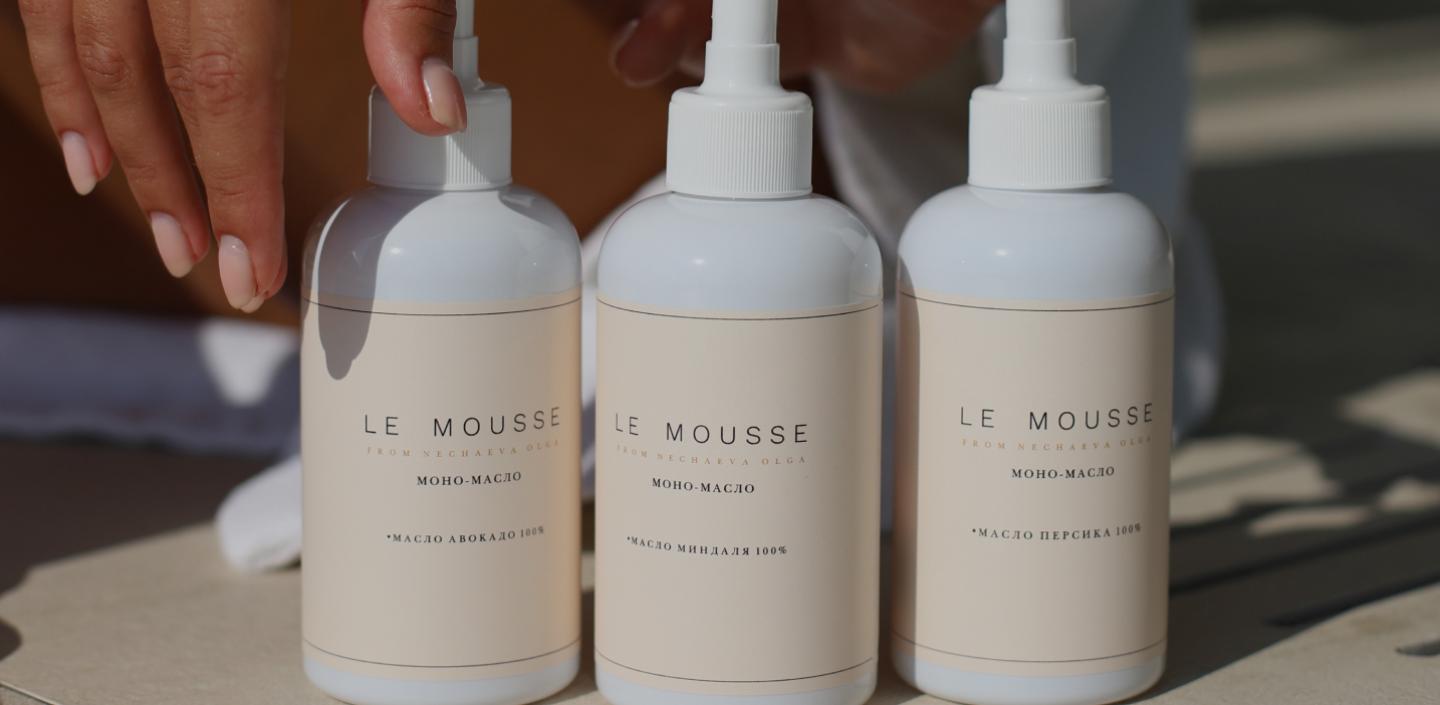 LE MOUSSE
FROM NECHAEVA OLGA
МОНО-МАСЛО
•МАСЛО АВОКАДО 100%
LE MOUSSE
FROM NECHAEVA OLGA
МОНО-МАСЛО
•МАСЛО МИНДАЛЯ 100%
LE MOUSSE
FROM NECHAEVA OLGA
МОНО-МАСЛО
•МАСЛО ПЕРСИКА 100%